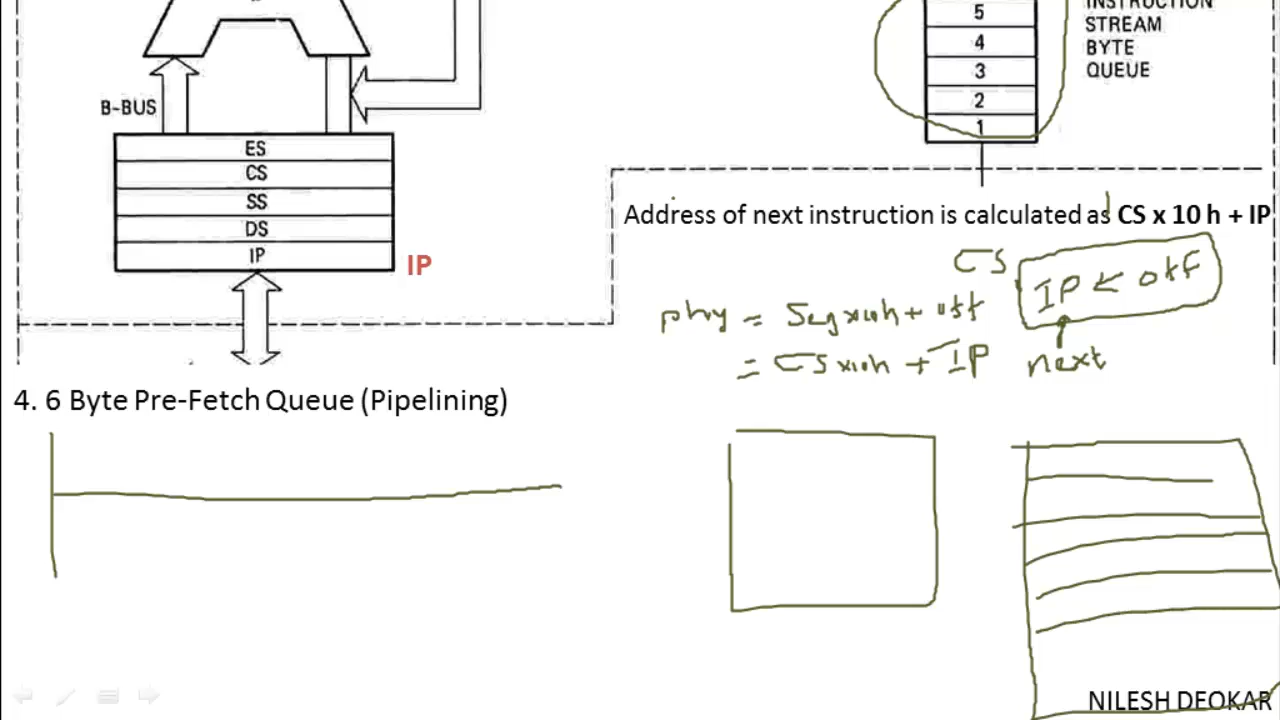 5
4
3
2
1
INSTRUCTION
STREAM
BYTE
QUEUE
B-BUS
ES
CS
SS
DS
IP
IP
Address of next instruction is calculated as CS x 10 h + IP
CS
IP ← off
phy = Seg x10h + off
= CS x10h + IP
next
4. 6 Byte Pre-Fetch Queue (Pipelining)
NILESH DEOKAR